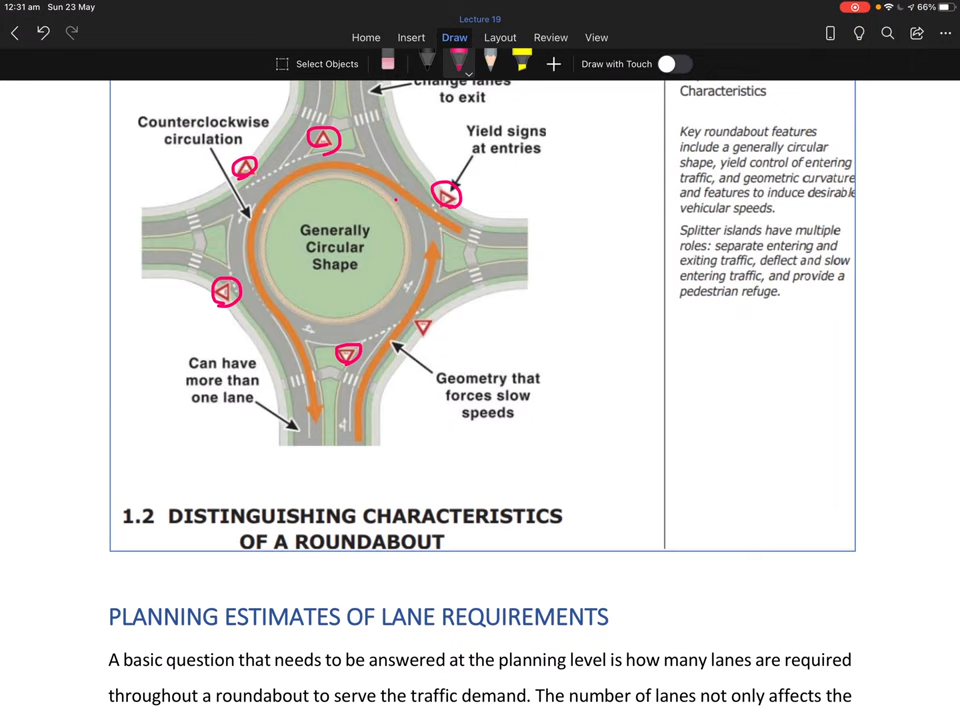 12:31 am Sun 23 May
66%
Lecture 19
Home Insert Draw Layout Review View
Select Objects
Draw with Touch
change lanes
to exit
Counterclockwise
circulation
Yield signs
at entries
Generally
Circular
Shape
Can have
more than
one lane
Geometry that
forces slow
speeds
Characteristics
Key roundabout features
include a generally circular
shape, yield control of entering
traffic, and geometric curvature
and features to induce desirable
vehicular speeds.
Splitter islands have multiple
roles: separate entering and
exiting traffic, deflect and slow
entering traffic, and provide a
pedestrian refuge.
1.2 DISTINGUISHING CHARACTERISTICS
OF A ROUNDABOUT
PLANNING ESTIMATES OF LANE REQUIREMENTS
A basic question that needs to be answered at the planning level is how many lanes are required
throughout a roundabout to serve the traffic demand. The number of lanes not only affects the